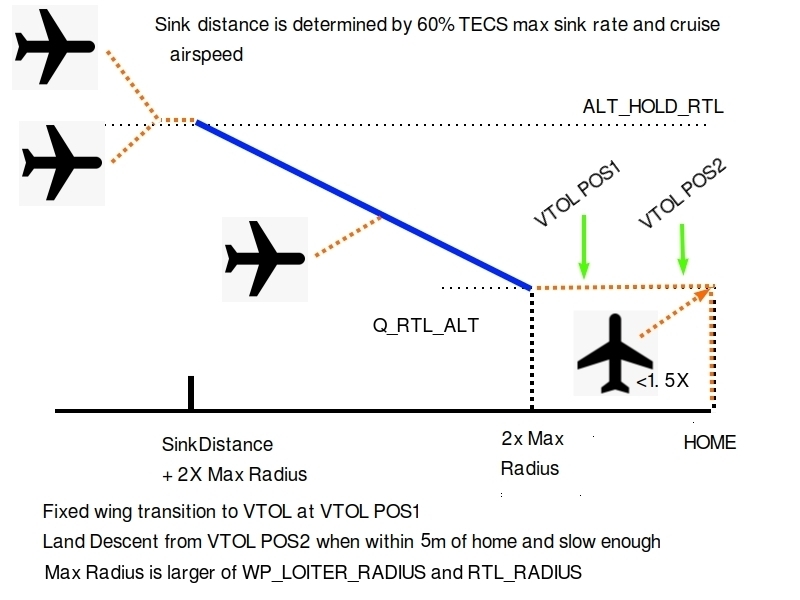 Sink distance is determined by 60% TECS max sink rate and cruise
airspeed
ALT_HOLD_RTL
VTOL POS1
VTOL POS2
Q_RTL_ALT
<1. 5X
SinkDistance
+ 2X Max Radius
2x Max
Radius
HOME
Fixed wing transition to VTOL at VTOL POS1
Land Descent from VTOL POS2 when within 5m of home and slow enough
Max Radius is larger of WP_LOITER_RADIUS and RTL_RADIUS